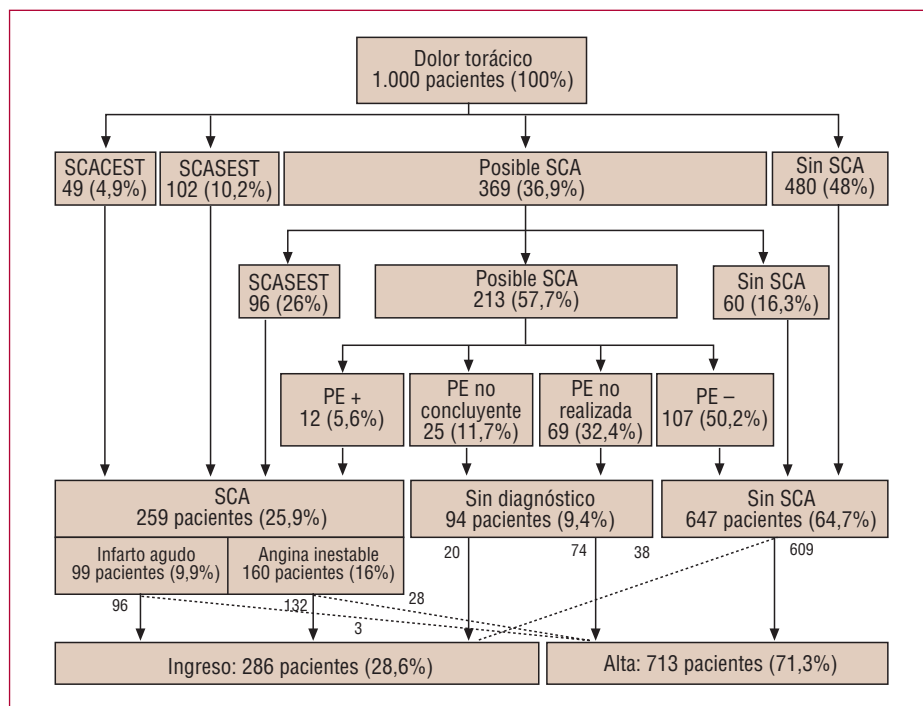 Dolor torácico
1.000 pacientes (100%)
SCACEST
49 (4,9%)
SCASEST
102 (10,2%)
Posible SCA
369 (36,9%)
Sin SCA
480 (48%)
SCASEST
96 (26%)
Posible SCA
213 (57,7%)
Sin SCA
60 (16,3%)
PE +
12 (5,6%)
PE no
concluyente
25 (11,7%)
PE no
realizada
69 (32,4%)
PE –
107 (50,2%)
SCA
259 pacientes (25,9%)
Sin diagnóstico
94 pacientes (9,4%)
Sin SCA
647 pacientes (64,7%)
Infarto agudo
99 pacientes (9,9%)
Angina inestable
160 pacientes (16%)
20
74
38
609
96
132
28
3
Ingreso: 286 pacientes (28,6%)
Alta: 713 pacientes (71,3%)